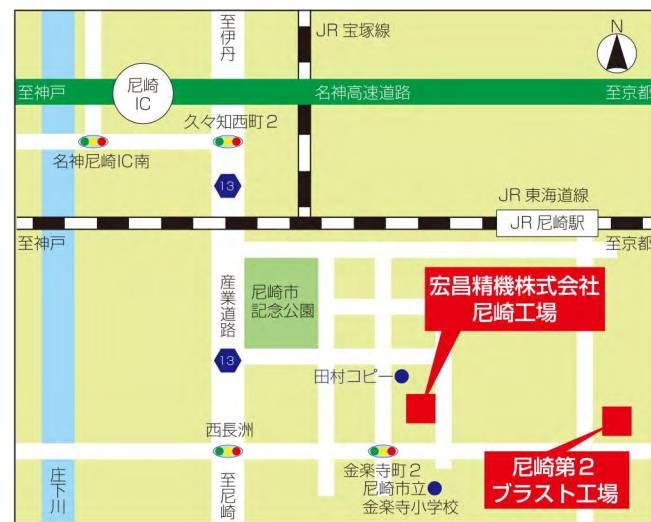 至伊丹
JR 宝塚線
N
尼崎
IC
至神戸
名神高速道路
至京都
久々知西町2
名神尼崎IC南
13
JR 東海道線
JR 尼崎駅
至神戸
至京都
産業道路
尼崎市
記念公園
宏昌精機株式会社
尼崎工場
13
田村コピー
西長洲
金楽寺町2
尼崎市立
金楽寺小学校
尼崎第2
ブラスト工場
庄下川
至尼崎